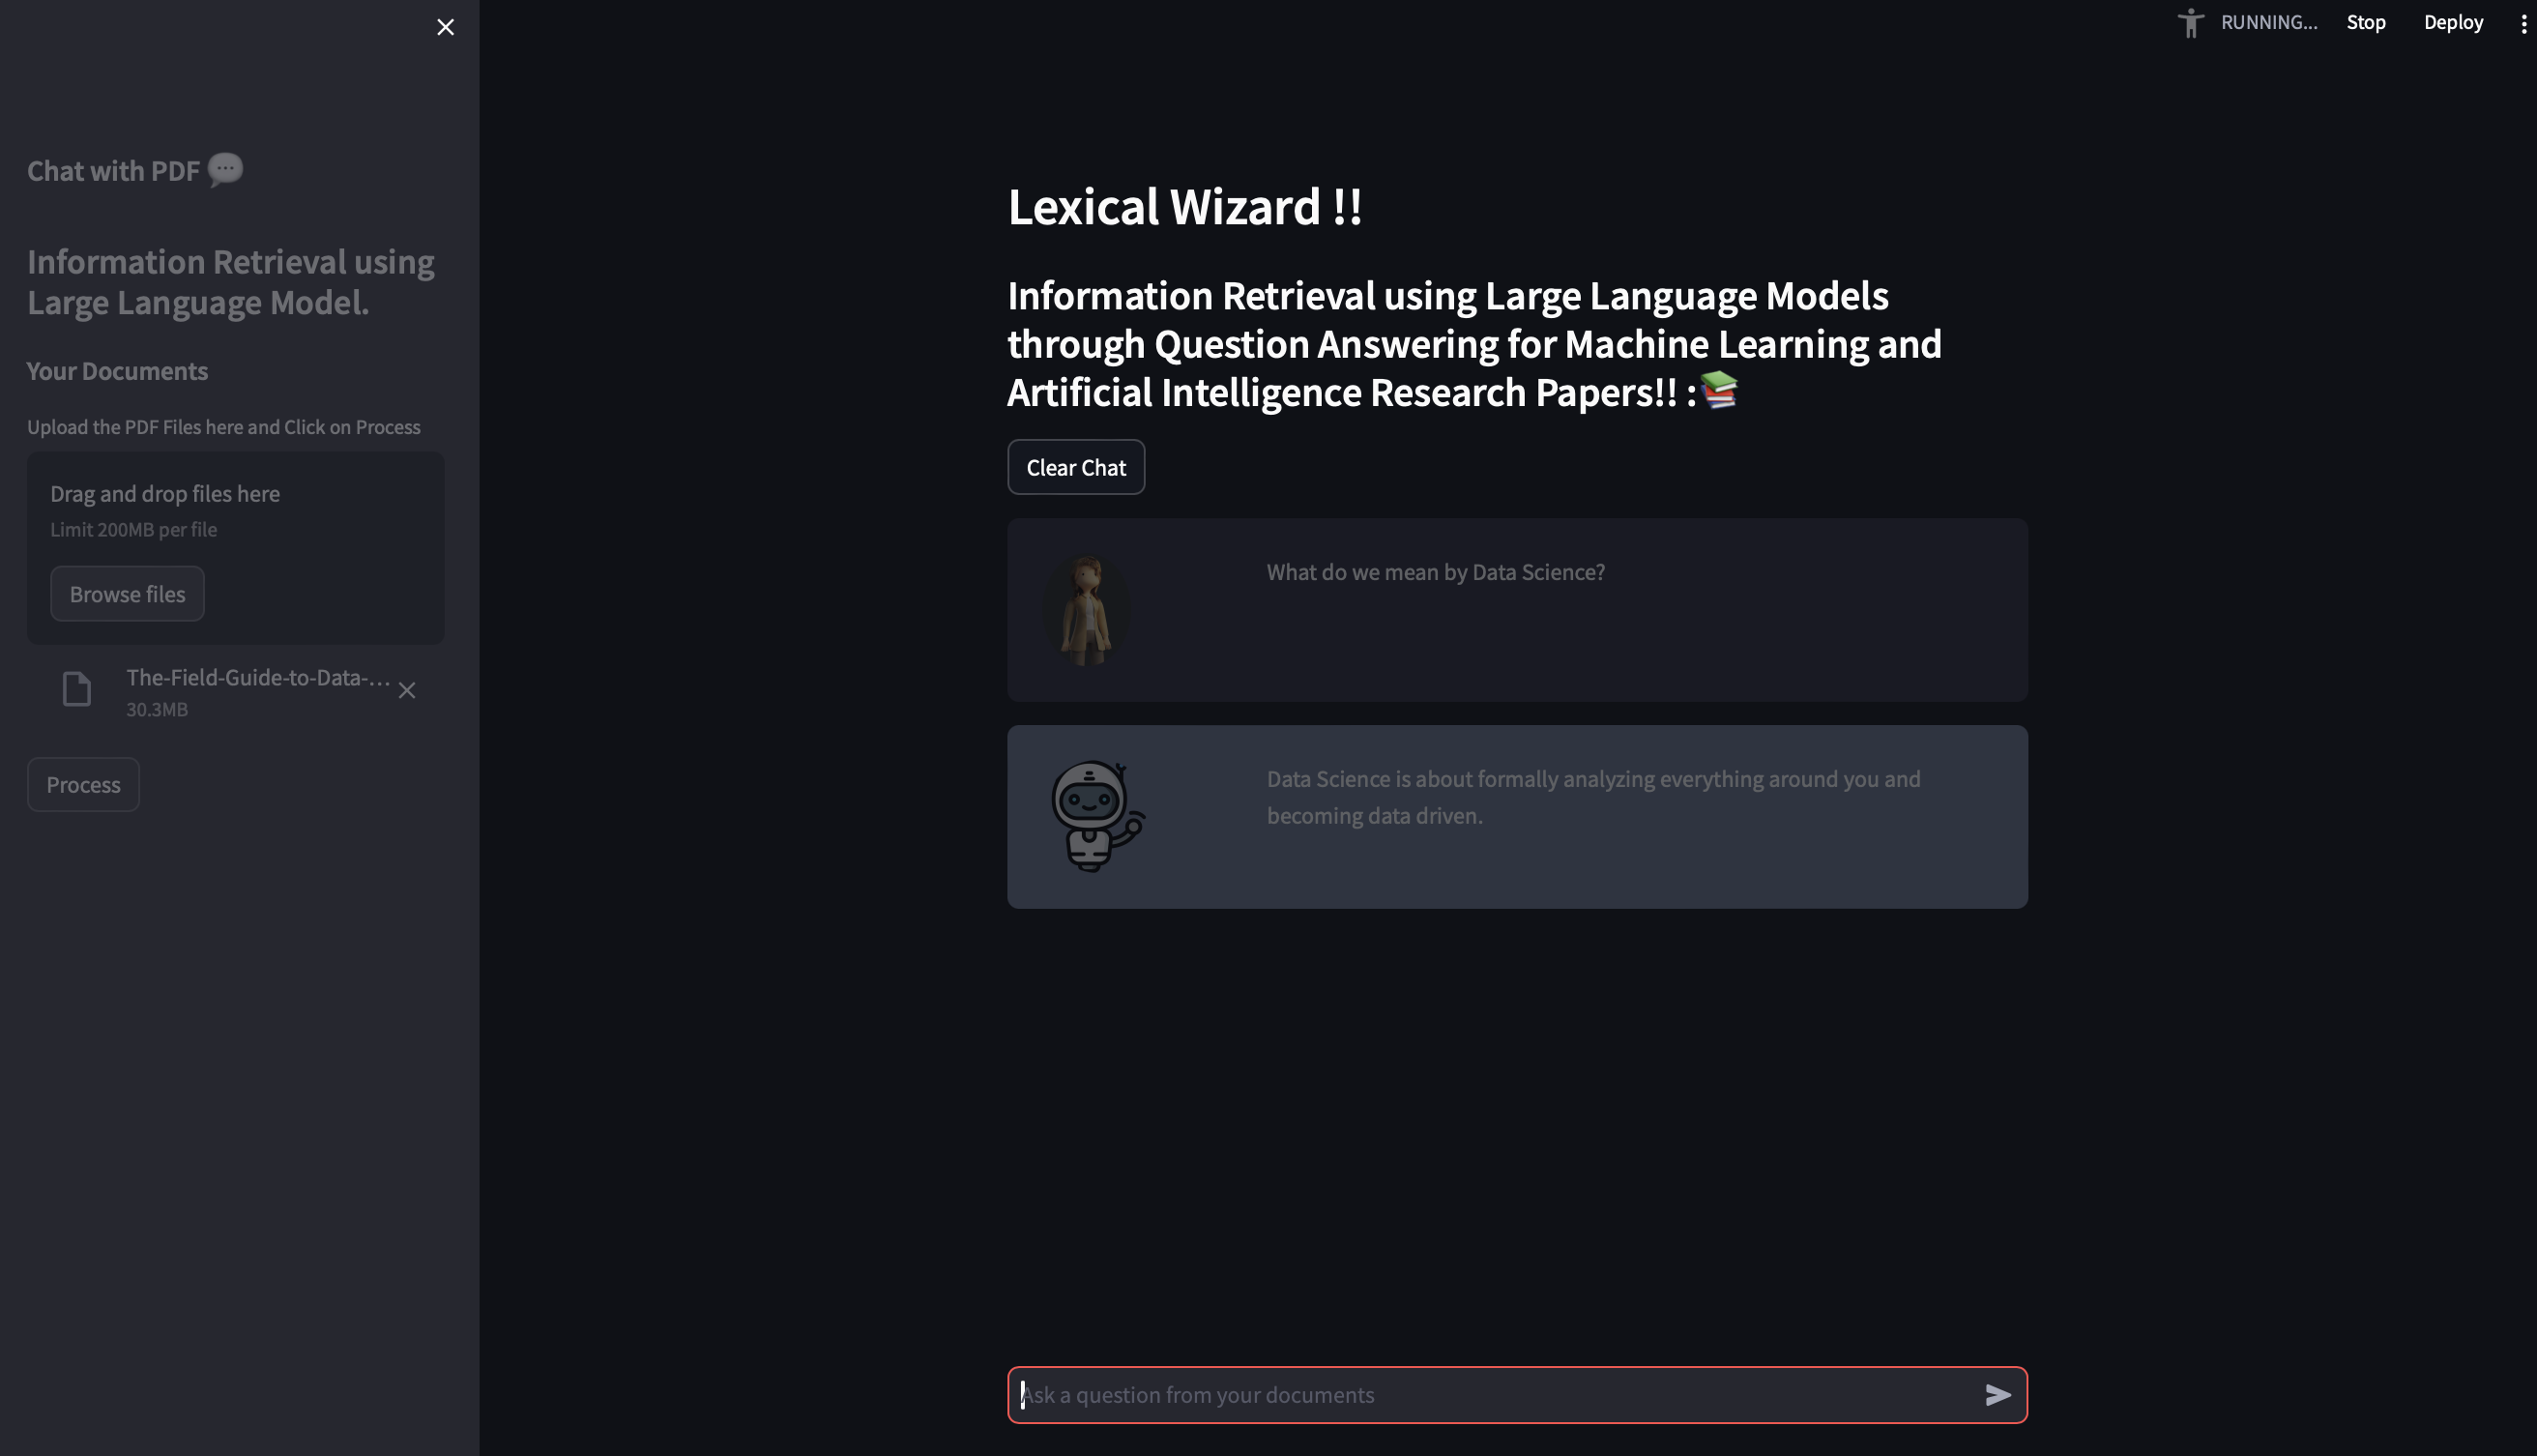 RUNNING...
Stop
Deploy
Chat with PDF 💬
Information Retrieval using
Large Language Model.
Your Documents
Upload the PDF Files here and Click on Process
Drag and drop files here
Limit 200MB per file
Browse files
The-Field-Guide-to-Data-...
30.3MB
Process
Lexical Wizard !!
Information Retrieval using Large Language Models
through Question Answering for Machine Learning and
Artificial Intelligence Research Papers!! :📚
Clear Chat
What do we mean by Data Science?
Data Science is about formally analyzing everything around you and
becoming data driven.
Ask a question from your documents